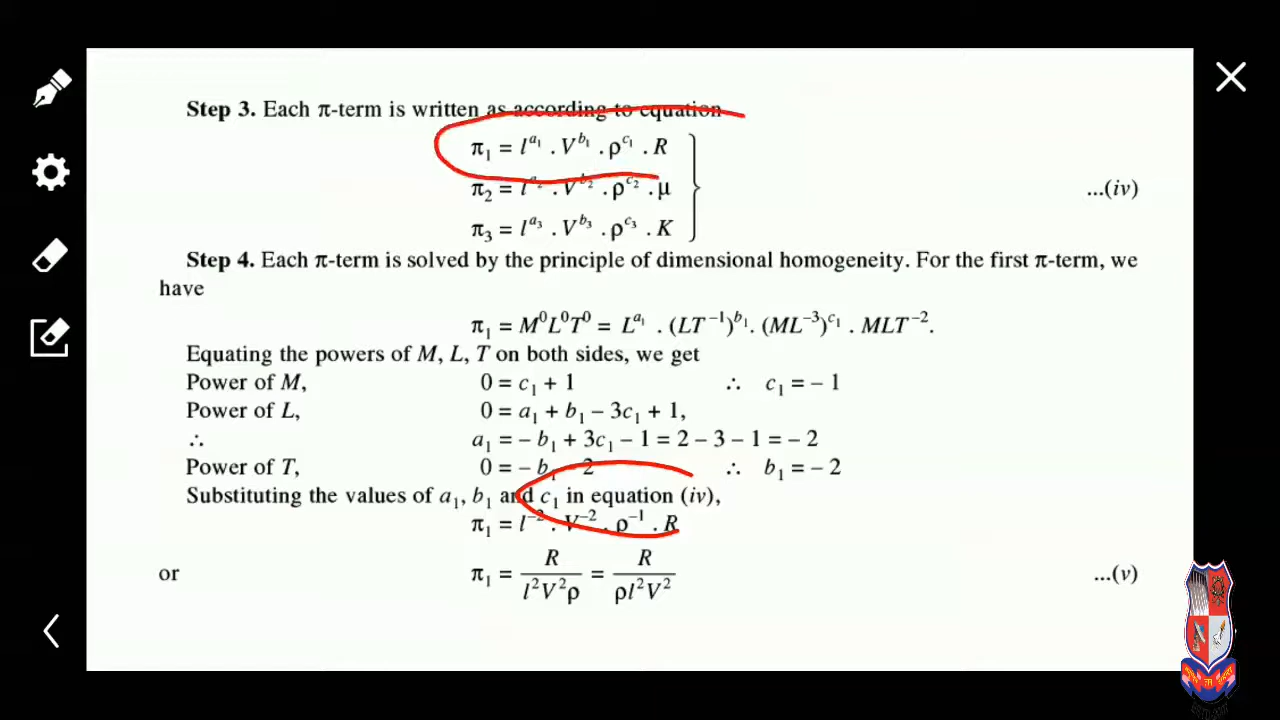 Step 3. Each π-term is written as according to equation
π₁ = l^a₁ . V^b₁ . ρ^c₁ . R
π₂ = l^a₂ . V^b₂ . ρ^c₂ . μ ...(iv)
π₃ = l^a₃ . V^b₃ . ρ^c₃ . K
Step 4. Each π-term is solved by the principle of dimensional homogeneity. For the first π-term, we
have
π₁ = M⁰L⁰T⁰ = L^a₁ . (LT⁻¹)^b₁. (ML⁻³)^c₁ . MLT⁻².
Equating the powers of M, L, T on both sides, we get
Power of M, 0 = c₁ + 1 ∴ c₁ = – 1
Power of L, 0 = a₁ + b₁ – 3c₁ + 1,
∴ a₁ = – b₁ + 3c₁ – 1 = 2 – 3 – 1 = – 2
Power of T, 0 = – b₁ – 2 ∴ b₁ = – 2
Substituting the values of a₁, b₁ and c₁ in equation (iv),
π₁ = l⁻² . V⁻² . ρ⁻¹ . R
or π₁ = R / l²V²ρ = R / ρl²V² ...(v)